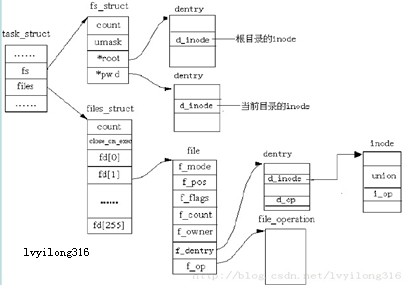 task_struct
......
fs
files
......
fs_struct
count
umask
*root
*pwd
dentry
d_inode
根目录的inode
dentry
d_inode
当前目录的inode
files_struct
count
close_on_exec
fd[0]
fd[1]
......
fd[255]
file
f_mode
f_pos
f_flags
f_count
f_owner
f_dentry
f_op
dentry
d_inode
d_op
file_operation
inode
union
i_op
lvyilong316
http://blog.csdn.net/lvyilong316